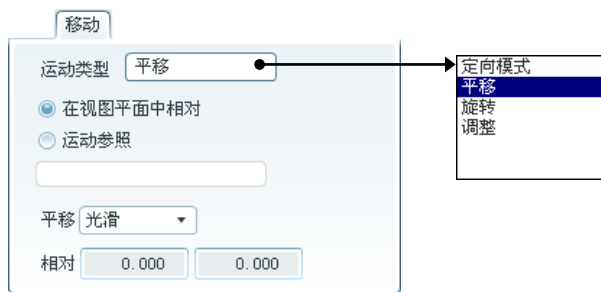 移动
运动类型 平移
在视图平面中相对
运动参照
平移 光滑
相对 0.000 0.000
定向模式
平移
旋转
调整